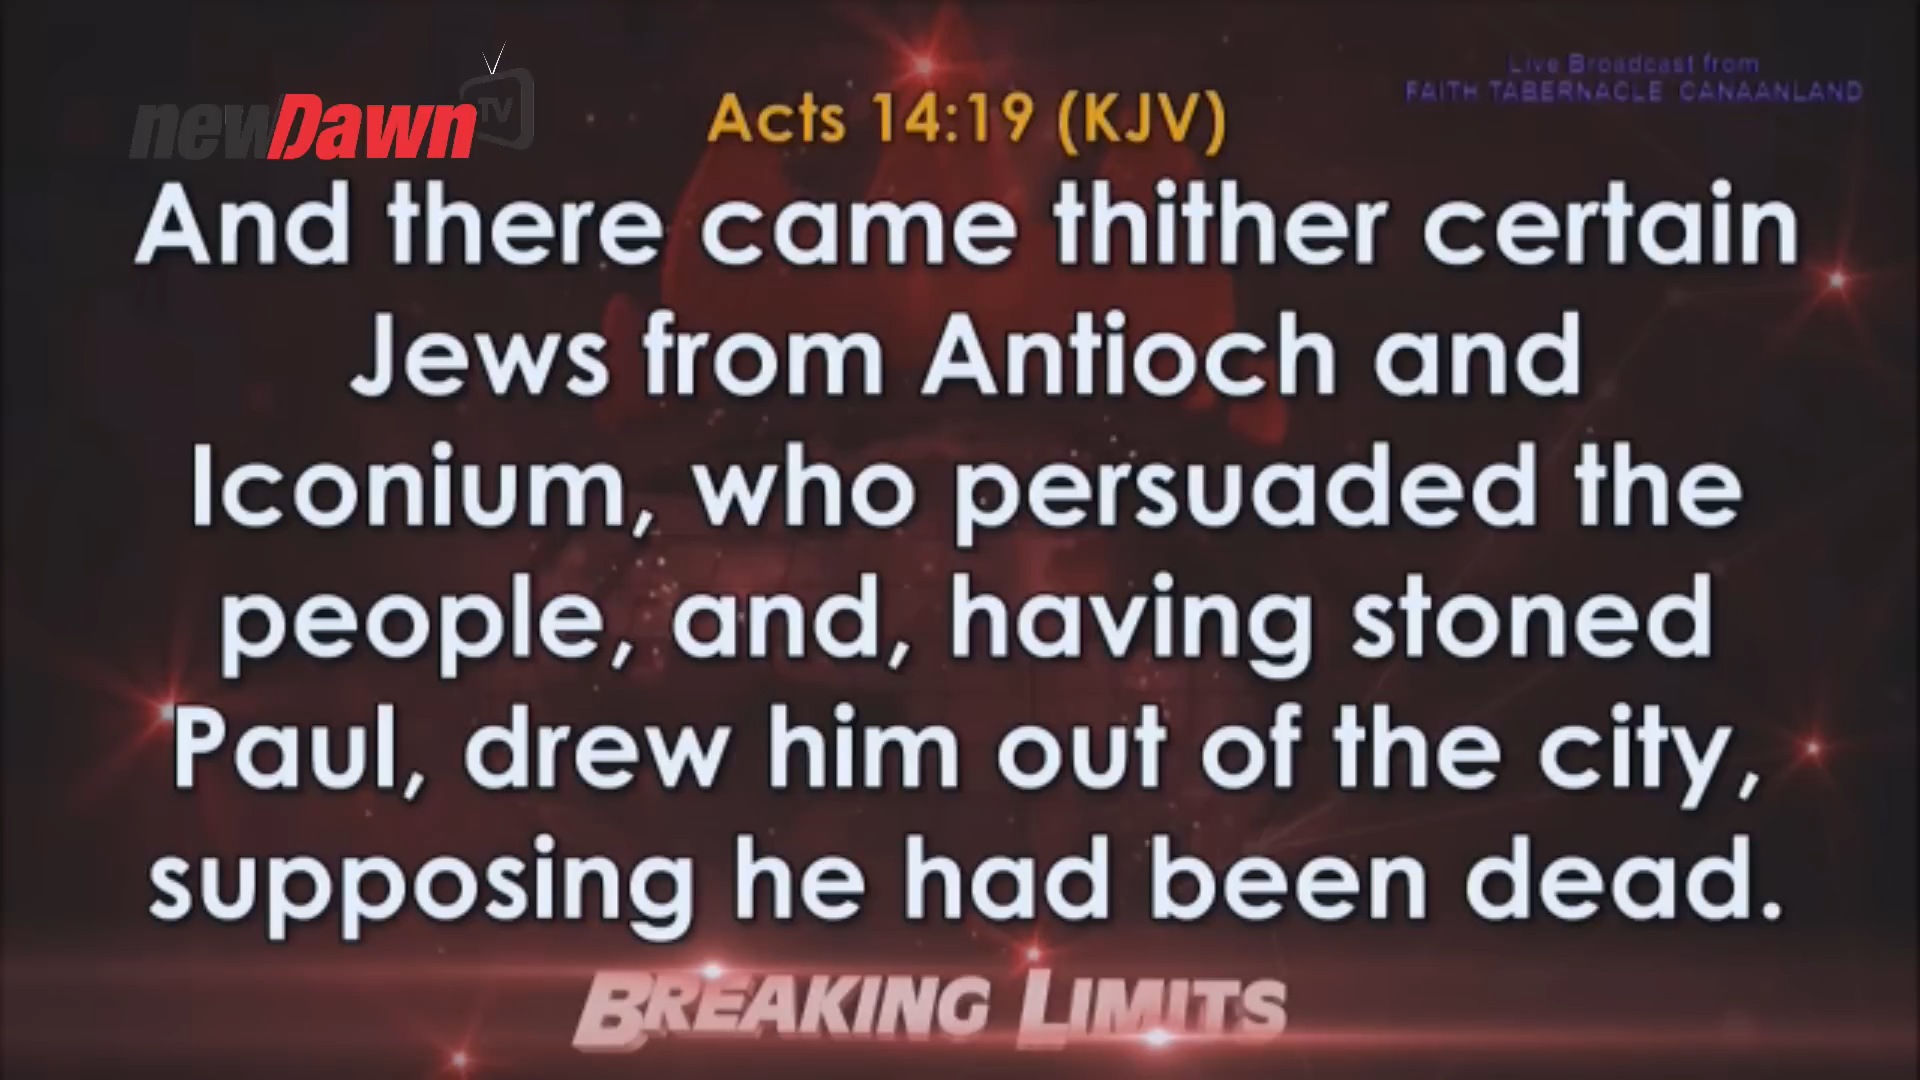 newDawn TV
Live Broadcast from
FAITH TABERNACLE CANAANLAND
Acts 14:19 (KJV)
And there came thither certain
Jews from Antioch and
Iconium, who persuaded the
people, and, having stoned
Paul, drew him out of the city,
supposing he had been dead.
BREAKING LIMITS